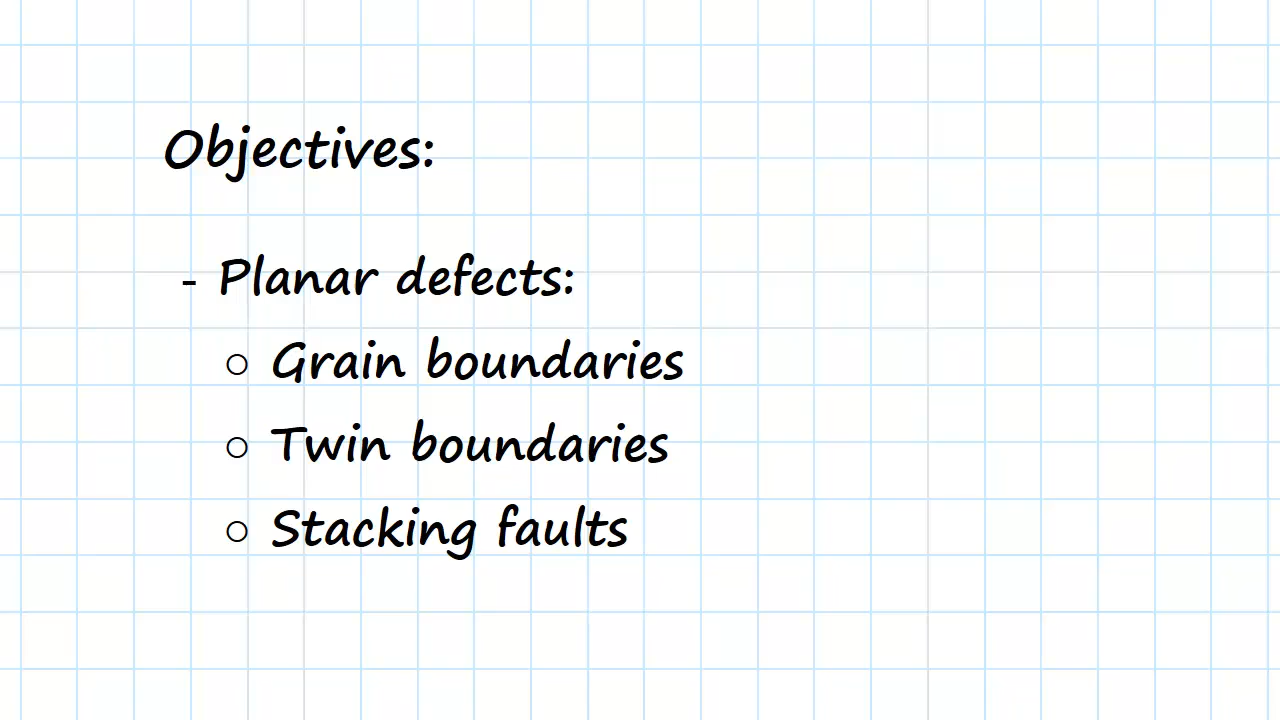 Objectives:
- Planar defects:
○ Grain boundaries
○ Twin boundaries
○ Stacking faults